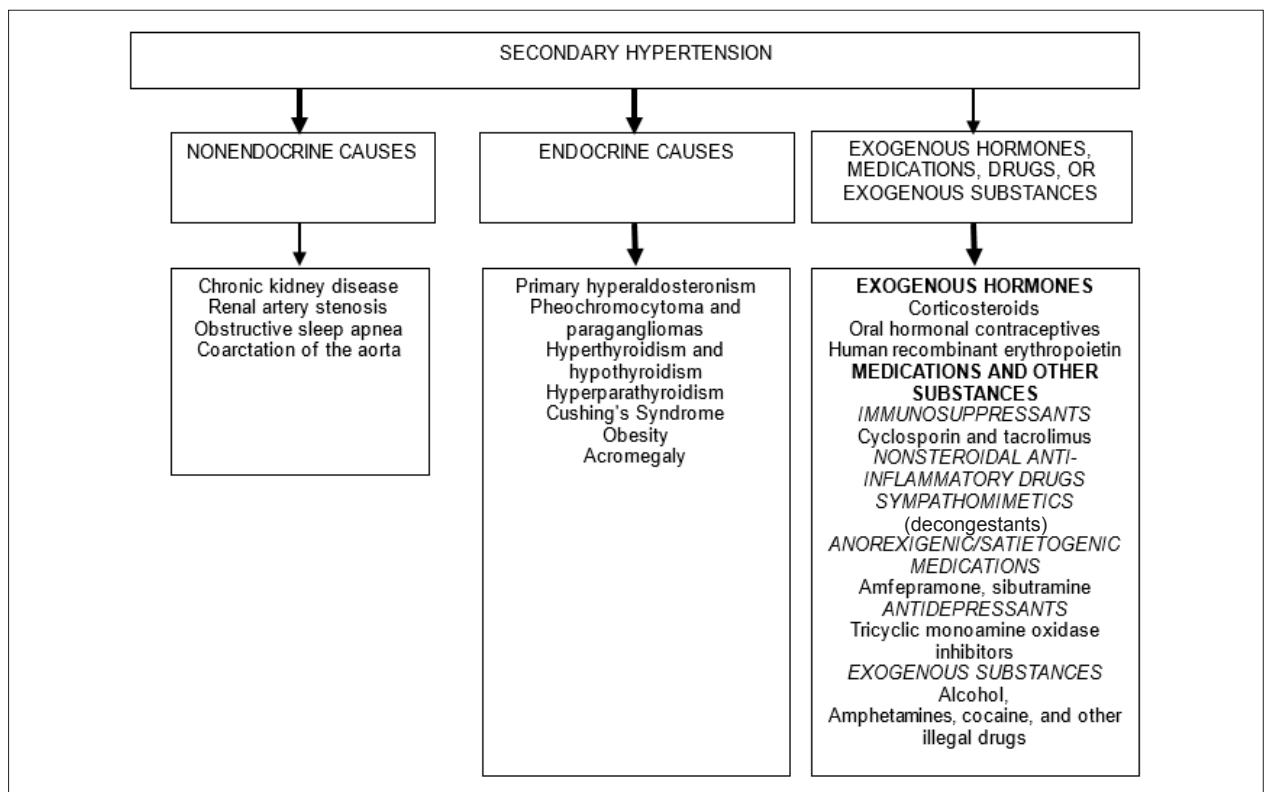 SECONDARY HYPERTENSION
NONENDOCRINE CAUSES
Chronic kidney disease
Renal artery stenosis
Obstructive sleep apnea
Coarctation of the aorta
ENDOCRINE CAUSES
Primary hyperaldosteronism
Pheochromocytoma and
paragangliomas
Hyperthyroidism and
hypothyroidism
Hyperparathyroidism
Cushing's Syndrome
Obesity
Acromegaly
EXOGENOUS HORMONES,
MEDICATIONS, DRUGS, OR
EXOGENOUS SUBSTANCES
EXOGENOUS HORMONES
Corticosteroids
Oral hormonal contraceptives
Human recombinant erythropoietin
MEDICATIONS AND OTHER
SUBSTANCES
IMMUNOSUPPRESSANTS
Cyclosporin and tacrolimus
NONSTEROIDAL ANTI-
INFLAMMATORY DRUGS
SYMPATHOMIMETICS
(decongestants)
ANOREXIGENIC/SATIETOGENIC
MEDICATIONS
Amfepramone, sibutramine
ANTIDEPRESSANTS
Tricyclic monoamine oxidase
inhibitors
EXOGENOUS SUBSTANCES
Alcohol,
Amphetamines, cocaine, and other
illegal drugs